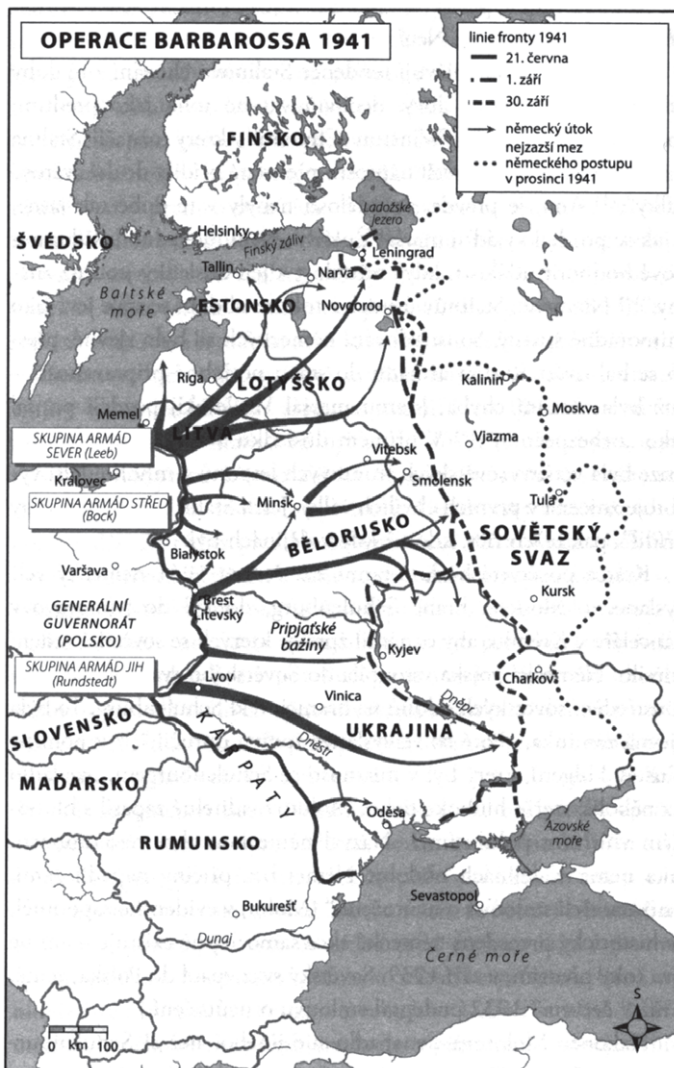 OPERACE BARBAROSSA 1941
linie fronty 1941
21. června
1. září
30. září
německý útok
nejzazší mez
německého postupu
v prosinci 1941
FINSKO
Ladožské
jezero
ŠVÉDSKO
Helsinky
Finský záliv
Leningrad
Tallin
Narva
Baltské
moře
ESTONSKO
Novgorod
Riga
LOTYŠSKO
Kalinin
Moskva
Memel
LITVA
Vjazma
SKUPINA ARMÁD
SEVER (Leeb)
Vitebsk
Smolensk
Královec
Tula
SKUPINA ARMÁD STŘED
(Bock)
Minsk
BĚLORUSKO
SOVĚTSKÝ
SVAZ
Białystok
Varšava
Kursk
GENERÁLNÍ
GUVERNORÁT
(POLSKO)
Brest
Litevský
Pripjaťské
bažiny
Kyjev
SKUPINA ARMÁD JIH
(Rundstedt)
Lvov
Charkov
Vinica
Dněpr
SLOVENSKO
UKRAJINA
KARPATY
Dněstr
MAĎARSKO
Oděsa
Azovské
moře
RUMUNSKO
Sevastopol
Bukurešť
Dunaj
Černé moře
0 km 100